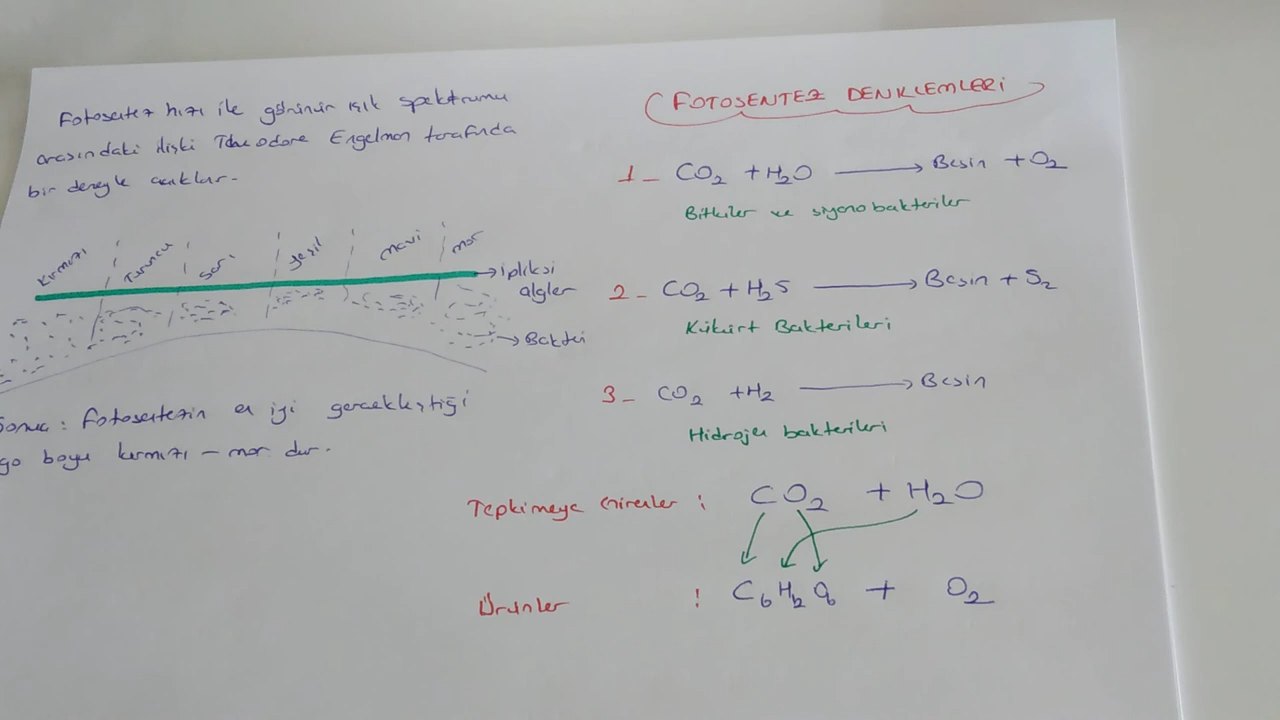 Fotosentez hızı ile görünür ışık spektrumu
arasındaki ilişki Theodore Engelman tarafında
bir deneyle açıklar.
Kırmızı
Turuncu
Sarı
Yeşil
mavi
mor
ipliksi
algler
Bakteri
Sonuç: Fotosentezin en iyi gerçekleştiği
boyu kırmızı – mor dur.
FOTOSENTEZ DENKLEMLERİ
1– CO₂ + H₂O → Besin + O₂
Bitkiler ve siyanobakteriler
2– CO₂ + H₂S → Besin + S₂
Kükürt Bakterileri
3– CO₂ + H₂ → Besin
Hidrojen bakterileri
Tepkimeye Girenler : CO₂ + H₂O
Ürünler : C₆H₁₂O₆ + O₂